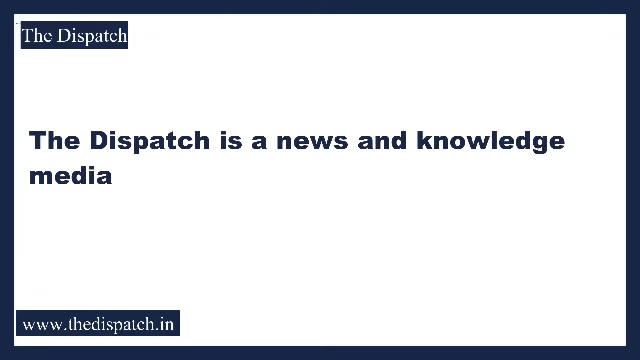 The Dispatch
The Dispatch is a news and knowledge
media
www.thedispatch.in